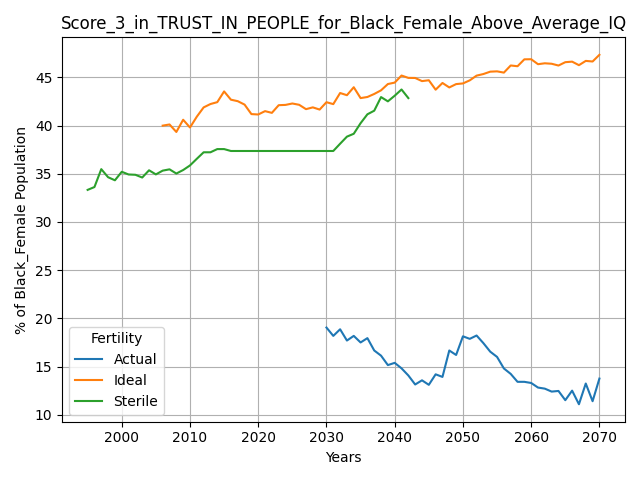 Score_3_in_TRUST_IN_PEOPLE_for_Black_Female_Above_Average_IQ
% of Black_Female Population
45
40
35
30
25
20
15
10
Fertility
Actual
Ideal
Sterile
2000 2010 2020 2030 2040 2050 2060 2070
Years